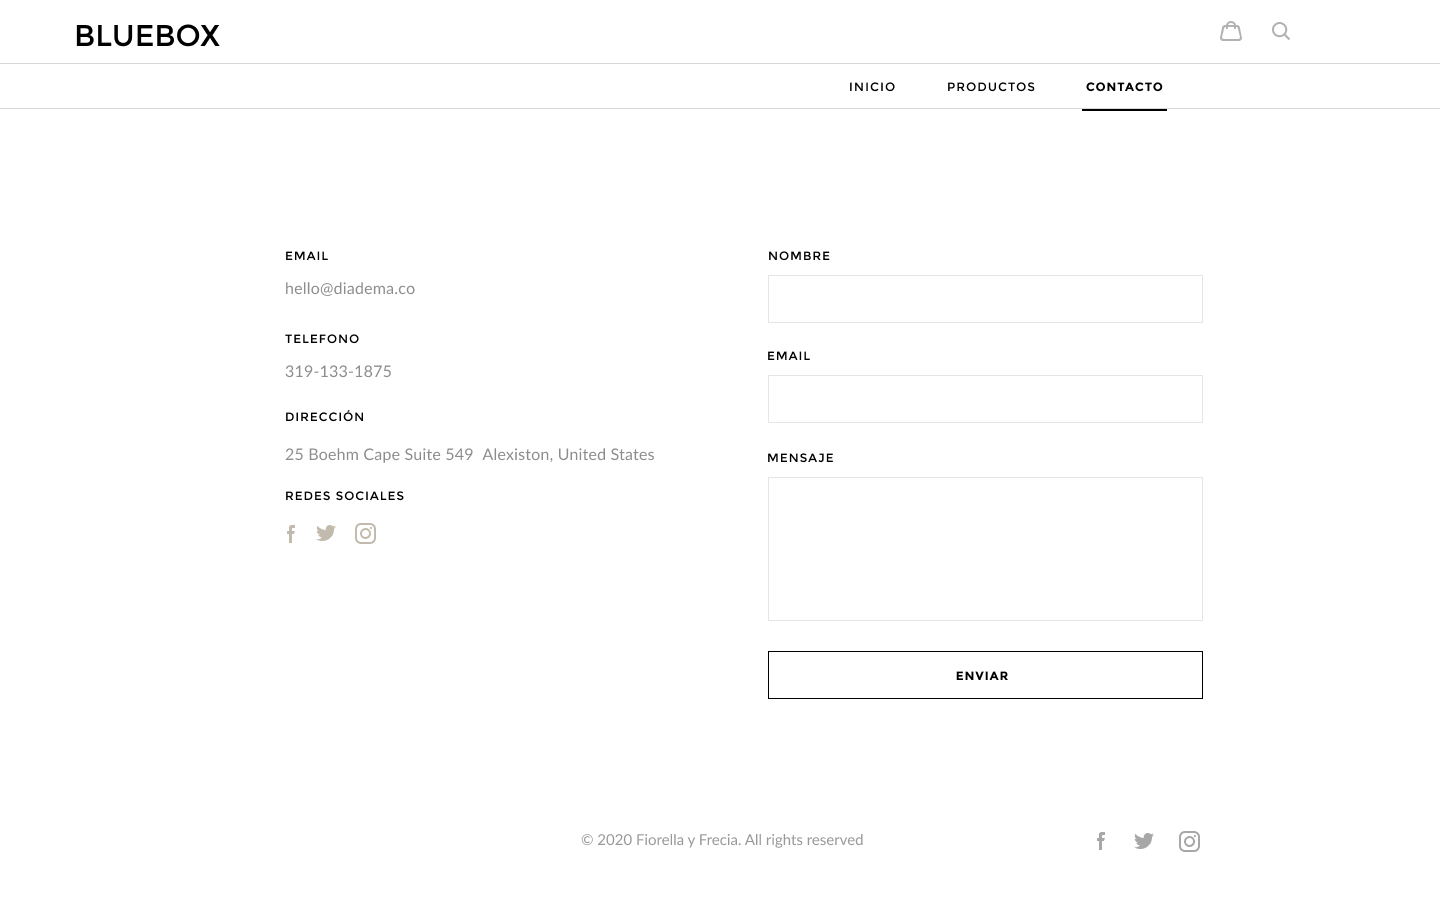 BLUEBOX
INICIO PRODUCTOS CONTACTO
EMAIL
hello@diadema.co
TELEFONO
319-133-1875
DIRECCIÓN
25 Boehm Cape Suite 549  Alexiston, United States
REDES SOCIALES
NOMBRE
EMAIL
MENSAJE
ENVIAR
© 2020 Fiorella y Frecia. All rights reserved